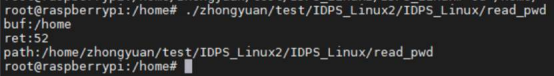 root@raspberrypi:/home# ./zhongyuan/test/IDPS_Linux2/IDPS_Linux/read_pwd
buf:/home
ret:52
path:/home/zhongyuan/test/IDPS_Linux2/IDPS_Linux/read_pwd
root@raspberrypi:/home#